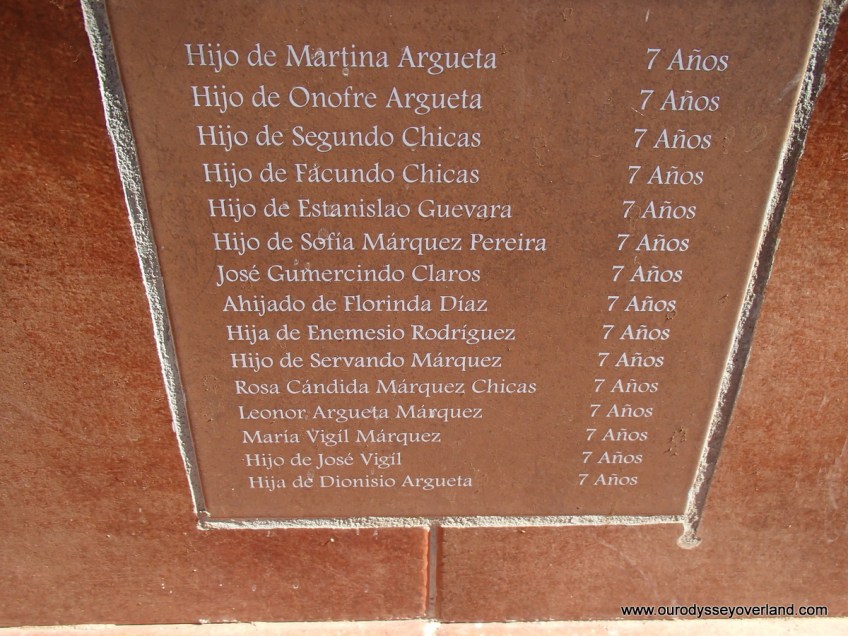 Hijo de Martina Argueta 7 Años
Hijo de Onofre Argueta 7 Años
Hijo de Segundo Chicas 7 Años
Hijo de Facundo Chicas 7 Años
Hijo de Estanislao Guevara 7 Años
Hijo de Sofía Márquez Pereira 7 Años
José Gumercindo Claros 7 Años
Ahijado de Florinda Díaz 7 Años
Hija de Enemesio Rodríguez 7 Años
Hijo de Servando Márquez 7 Años
Rosa Cándida Márquez Chicas 7 Años
Leonor Argueta Márquez 7 Años
María Vigíl Márquez 7 Años
Hijo de José Vigíl 7 Años
Hija de Dionisio Argueta 7 Años
www.ourodysseyoverland.com